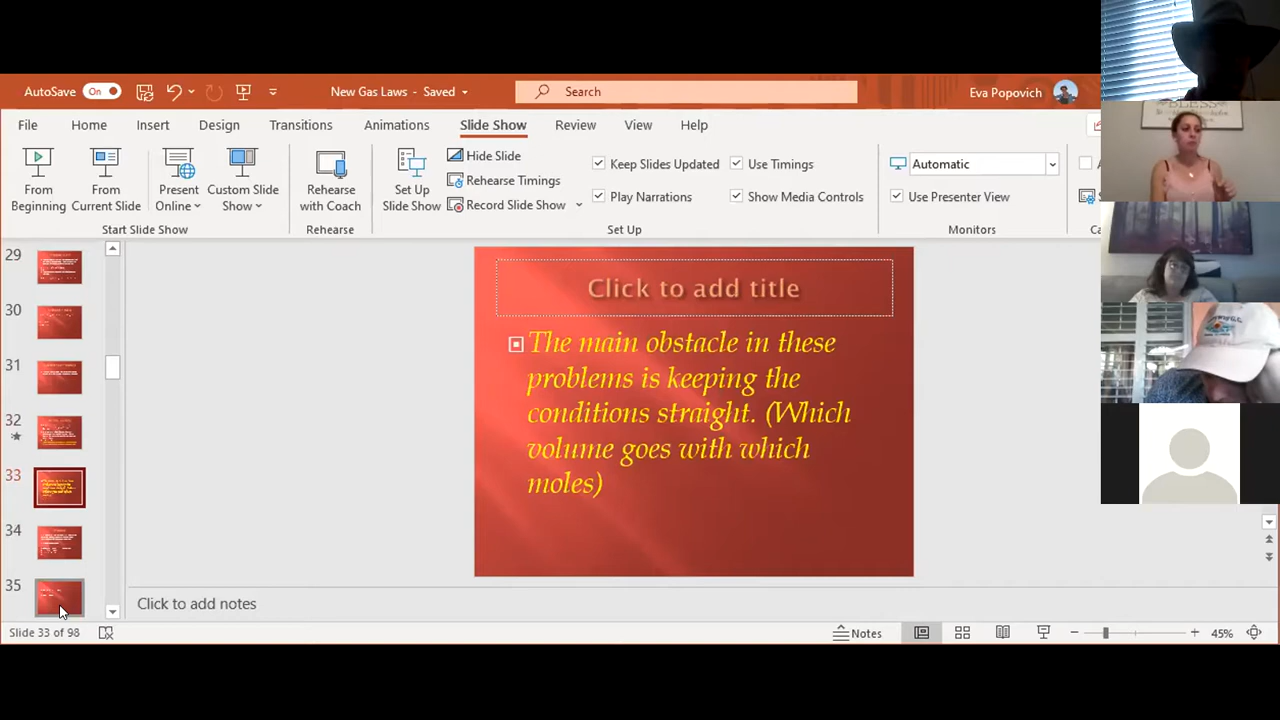 AutoSave On New Gas Laws - Saved Search Eva Popovich
File Home Insert Design Transitions Animations Slide Show Review View Help
From Beginning
From Current Slide
Present Online
Custom Slide Show
Start Slide Show
Rehearse with Coach
Rehearse
Set Up Slide Show
Hide Slide
Rehearse Timings
Record Slide Show
Keep Slides Updated
Play Narrations
Use Timings
Show Media Controls
Set Up
Automatic
Use Presenter View
Monitors
BLESS
29
30
31
32
33
34
35
Click to add title
The main obstacle in these
problems is keeping the
conditions straight. (Which
volume goes with which
moles)
Click to add notes
Slide 33 of 98 Notes 45%